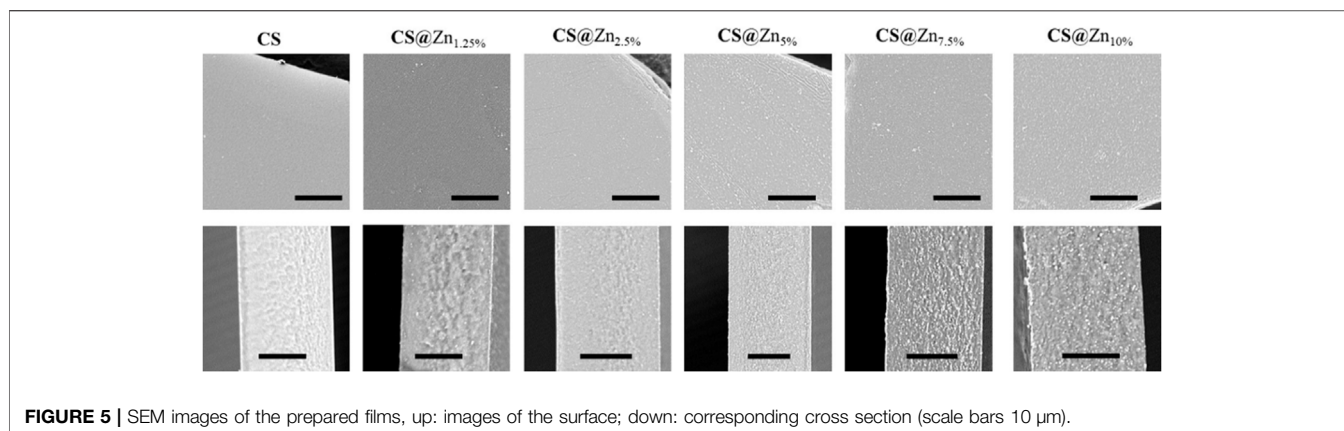 CS CS@Zn1.25% CS@Zn2.5% CS@Zn5% CS@Zn7.5% CS@Zn10%
FIGURE 5 | SEM images of the prepared films, up: images of the surface; down: corresponding cross section (scale bars 10 µm).